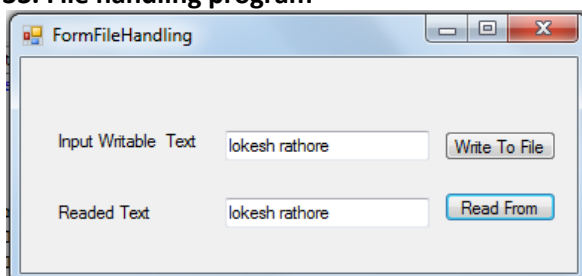 33. File handling program
FormFileHandling
Input Writable Text lokesh rathore Write To File
Readed Text lokesh rathore Read From